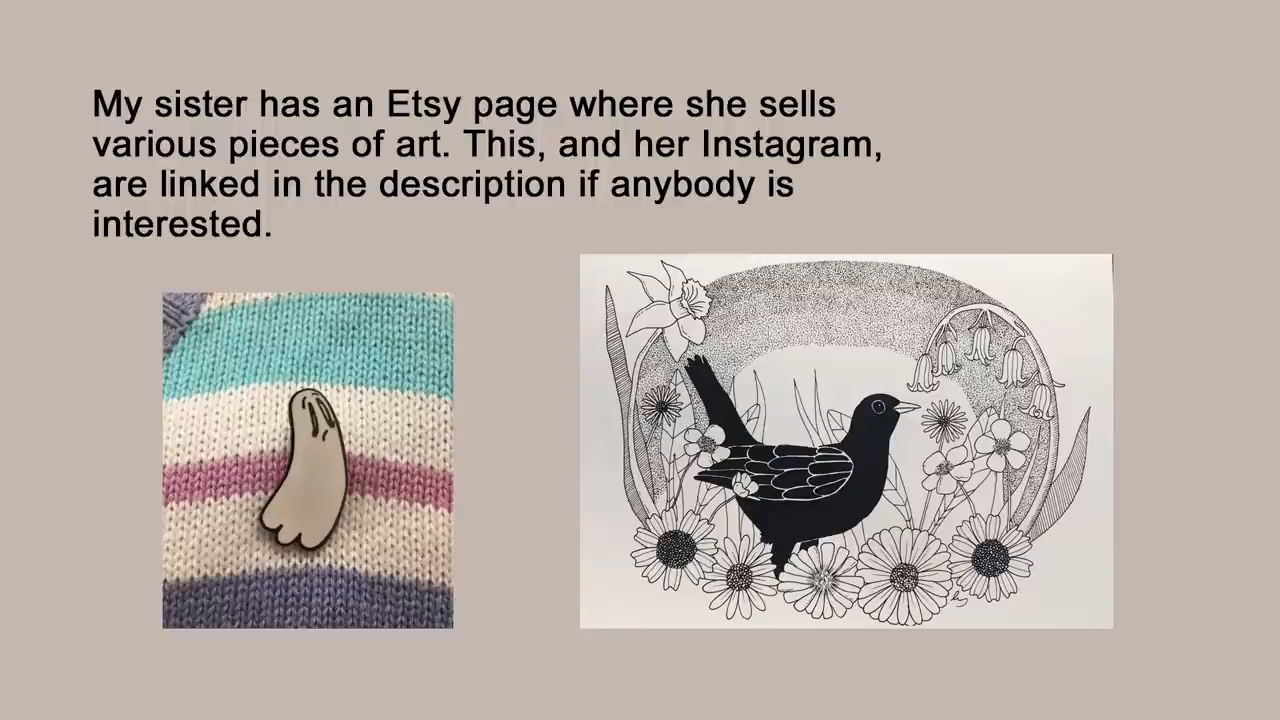 My sister has an Etsy page where she sells
various pieces of art. This, and her Instagram,
are linked in the description if anybody is
interested.